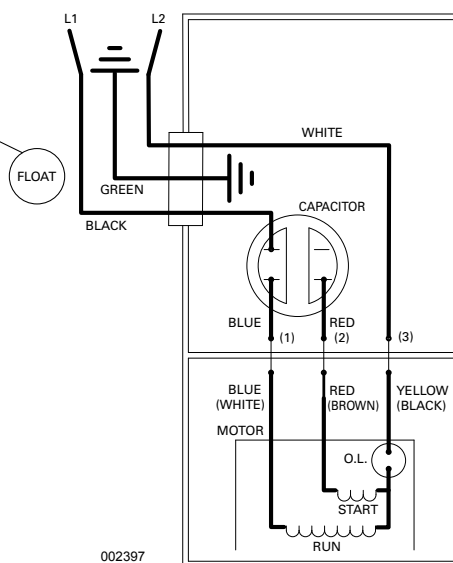 L1
L2
WHITE
FLOAT
GREEN
BLACK
CAPACITOR
BLUE
(1)
RED
(2)
(3)
BLUE
(WHITE)
RED
(BROWN)
YELLOW
(BLACK)
MOTOR
O.L.
START
RUN
002397